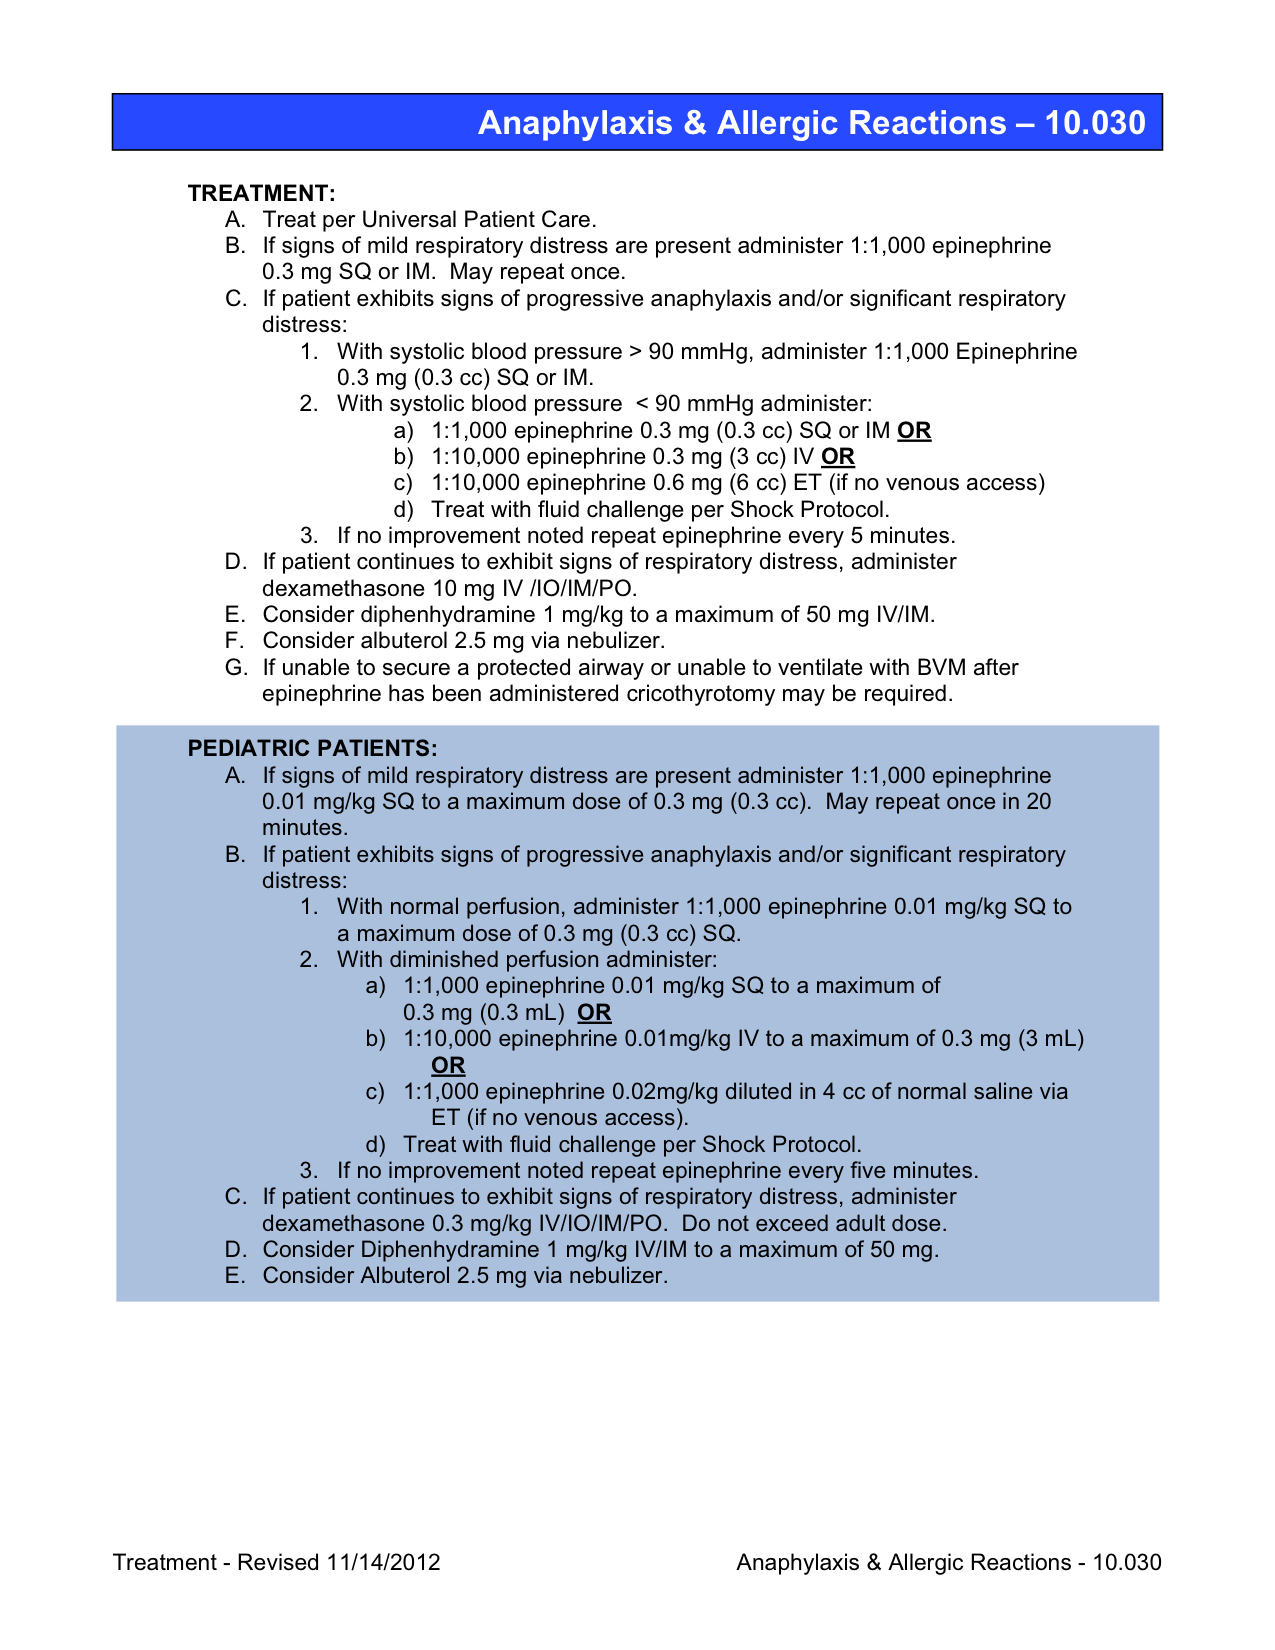 Anaphylaxis & Allergic Reactions – 10.030
TREATMENT:
A. Treat per Universal Patient Care.
B. If signs of mild respiratory distress are present administer 1:1,000 epinephrine
0.3 mg SQ or IM.  May repeat once.
C. If patient exhibits signs of progressive anaphylaxis and/or significant respiratory
distress:
1. With systolic blood pressure > 90 mmHg, administer 1:1,000 Epinephrine
0.3 mg (0.3 cc) SQ or IM.
2. With systolic blood pressure  < 90 mmHg administer:
a) 1:1,000 epinephrine 0.3 mg (0.3 cc) SQ or IM OR
b) 1:10,000 epinephrine 0.3 mg (3 cc) IV OR
c) 1:10,000 epinephrine 0.6 mg (6 cc) ET (if no venous access)
d) Treat with fluid challenge per Shock Protocol.
3. If no improvement noted repeat epinephrine every 5 minutes.
D. If patient continues to exhibit signs of respiratory distress, administer
dexamethasone 10 mg IV /IO/IM/PO.
E. Consider diphenhydramine 1 mg/kg to a maximum of 50 mg IV/IM.
F. Consider albuterol 2.5 mg via nebulizer.
G. If unable to secure a protected airway or unable to ventilate with BVM after
epinephrine has been administered cricothyrotomy may be required.
PEDIATRIC PATIENTS:
A. If signs of mild respiratory distress are present administer 1:1,000 epinephrine
0.01 mg/kg SQ to a maximum dose of 0.3 mg (0.3 cc).  May repeat once in 20
minutes.
B. If patient exhibits signs of progressive anaphylaxis and/or significant respiratory
distress:
1. With normal perfusion, administer 1:1,000 epinephrine 0.01 mg/kg SQ to
a maximum dose of 0.3 mg (0.3 cc) SQ.
2. With diminished perfusion administer:
a) 1:1,000 epinephrine 0.01 mg/kg SQ to a maximum of
0.3 mg (0.3 mL)  OR
b) 1:10,000 epinephrine 0.01mg/kg IV to a maximum of 0.3 mg (3 mL)
OR
c) 1:1,000 epinephrine 0.02mg/kg diluted in 4 cc of normal saline via
ET (if no venous access).
d) Treat with fluid challenge per Shock Protocol.
3. If no improvement noted repeat epinephrine every five minutes.
C. If patient continues to exhibit signs of respiratory distress, administer
dexamethasone 0.3 mg/kg IV/IO/IM/PO.  Do not exceed adult dose.
D. Consider Diphenhydramine 1 mg/kg IV/IM to a maximum of 50 mg.
E. Consider Albuterol 2.5 mg via nebulizer.
Treatment - Revised 11/14/2012 Anaphylaxis & Allergic Reactions - 10.030